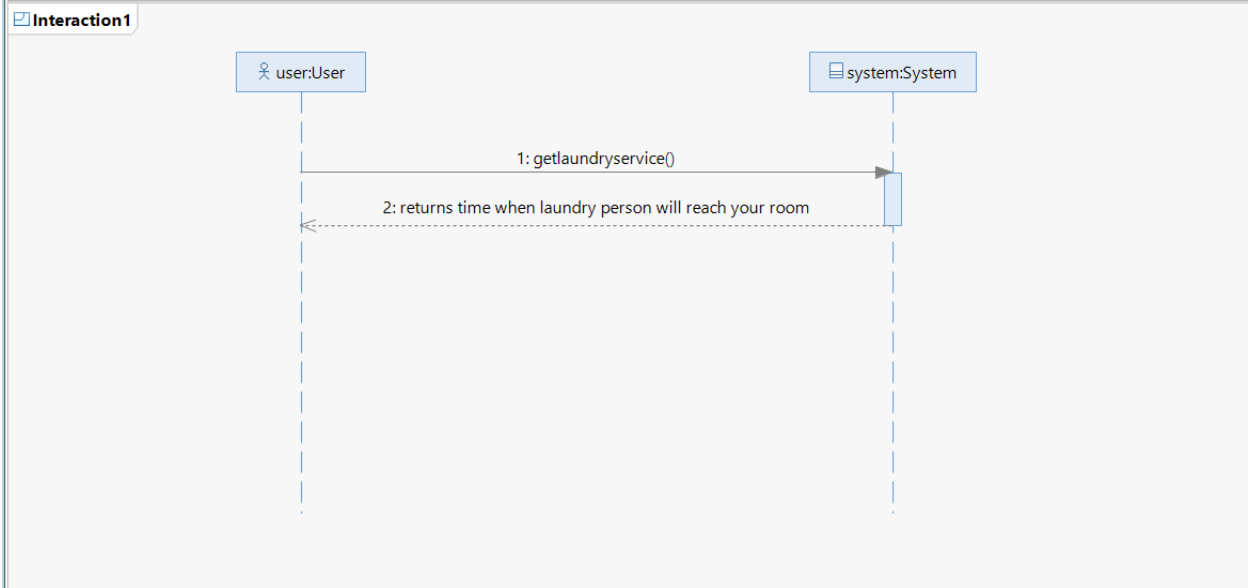 Interaction1
user:User
system:System
1: getlaundryservice()
2: returns time when laundry person will reach your room